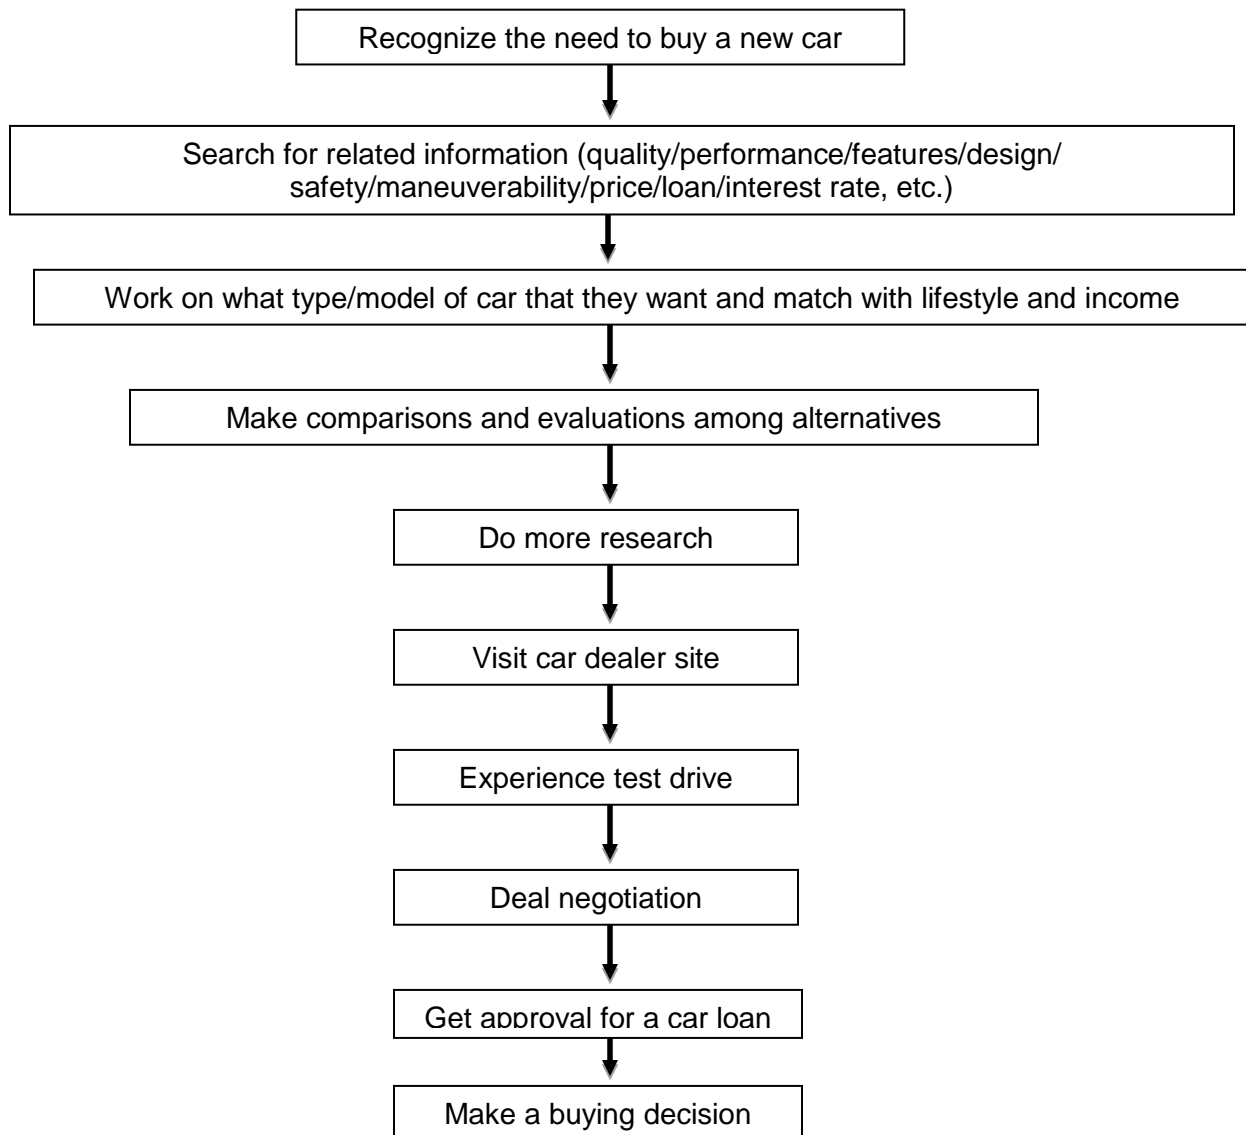 Recognize the need to buy a new car
Search for related information (quality/performance/features/design/
safety/maneuverability/price/loan/interest rate, etc.)
Work on what type/model of car that they want and match with lifestyle and income
Make comparisons and evaluations among alternatives
Do more research
Visit car dealer site
Experience test drive
Deal negotiation
Get approval for a car loan
Make a buying decision